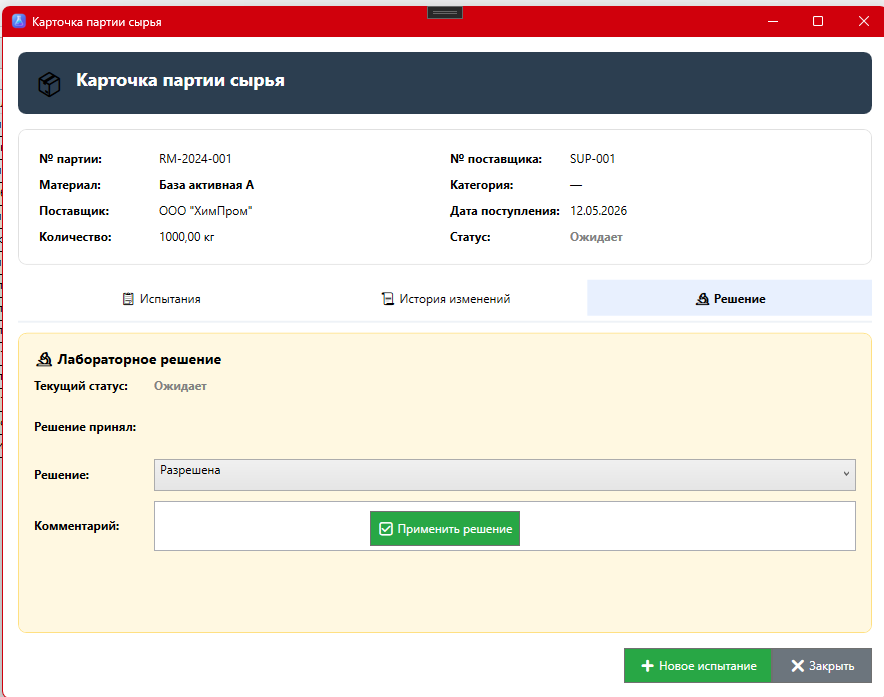 Карточка партии сырья
Карточка партии сырья
№ партии: RM-2024-001 № поставщика: SUP-001
Материал: База активная А Категория: —
Поставщик: ООО "ХимПром" Дата поступления: 12.05.2026
Количество: 1000,00 кг Статус: Ожидает
Испытания История изменений Решение
Лабораторное решение
Текущий статус: Ожидает
Решение принял:
Решение: Разрешена
Комментарий: Применить решение
Новое испытание Закрыть